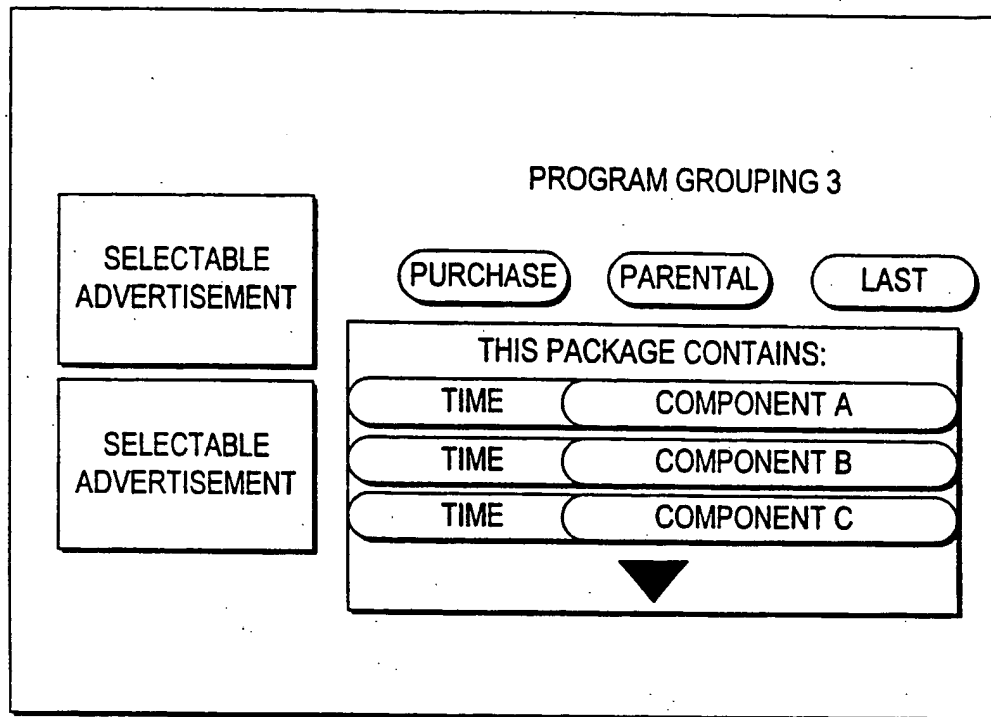 PROGRAM GROUPING 3
SELECTABLE
ADVERTISEMENT
SELECTABLE
ADVERTISEMENT
PURCHASE PARENTAL LAST
THIS PACKAGE CONTAINS:
TIME COMPONENT A
TIME COMPONENT B
TIME COMPONENT C